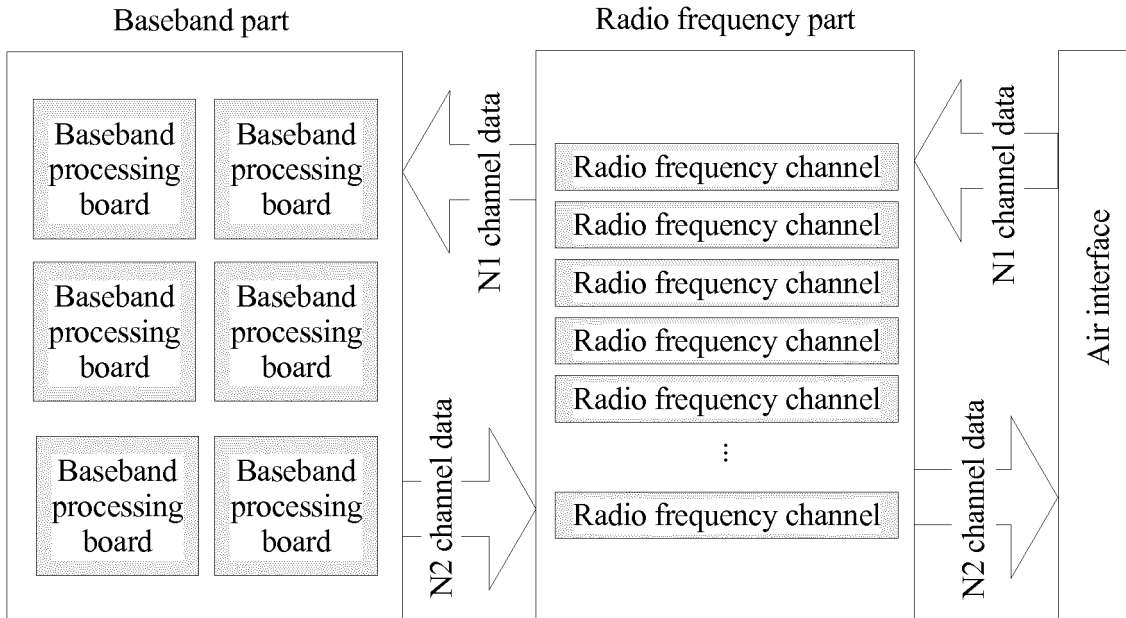 Baseband part
Radio frequency part
Baseband
processing
board
Baseband
processing
board
Baseband
processing
board
Baseband
processing
board
Baseband
processing
board
Baseband
processing
board
N1 channel data
N2 channel data
Radio frequency channel
Radio frequency channel
Radio frequency channel
Radio frequency channel
Radio frequency channel
...
Radio frequency channel
N1 channel data
N2 channel data
Air interface